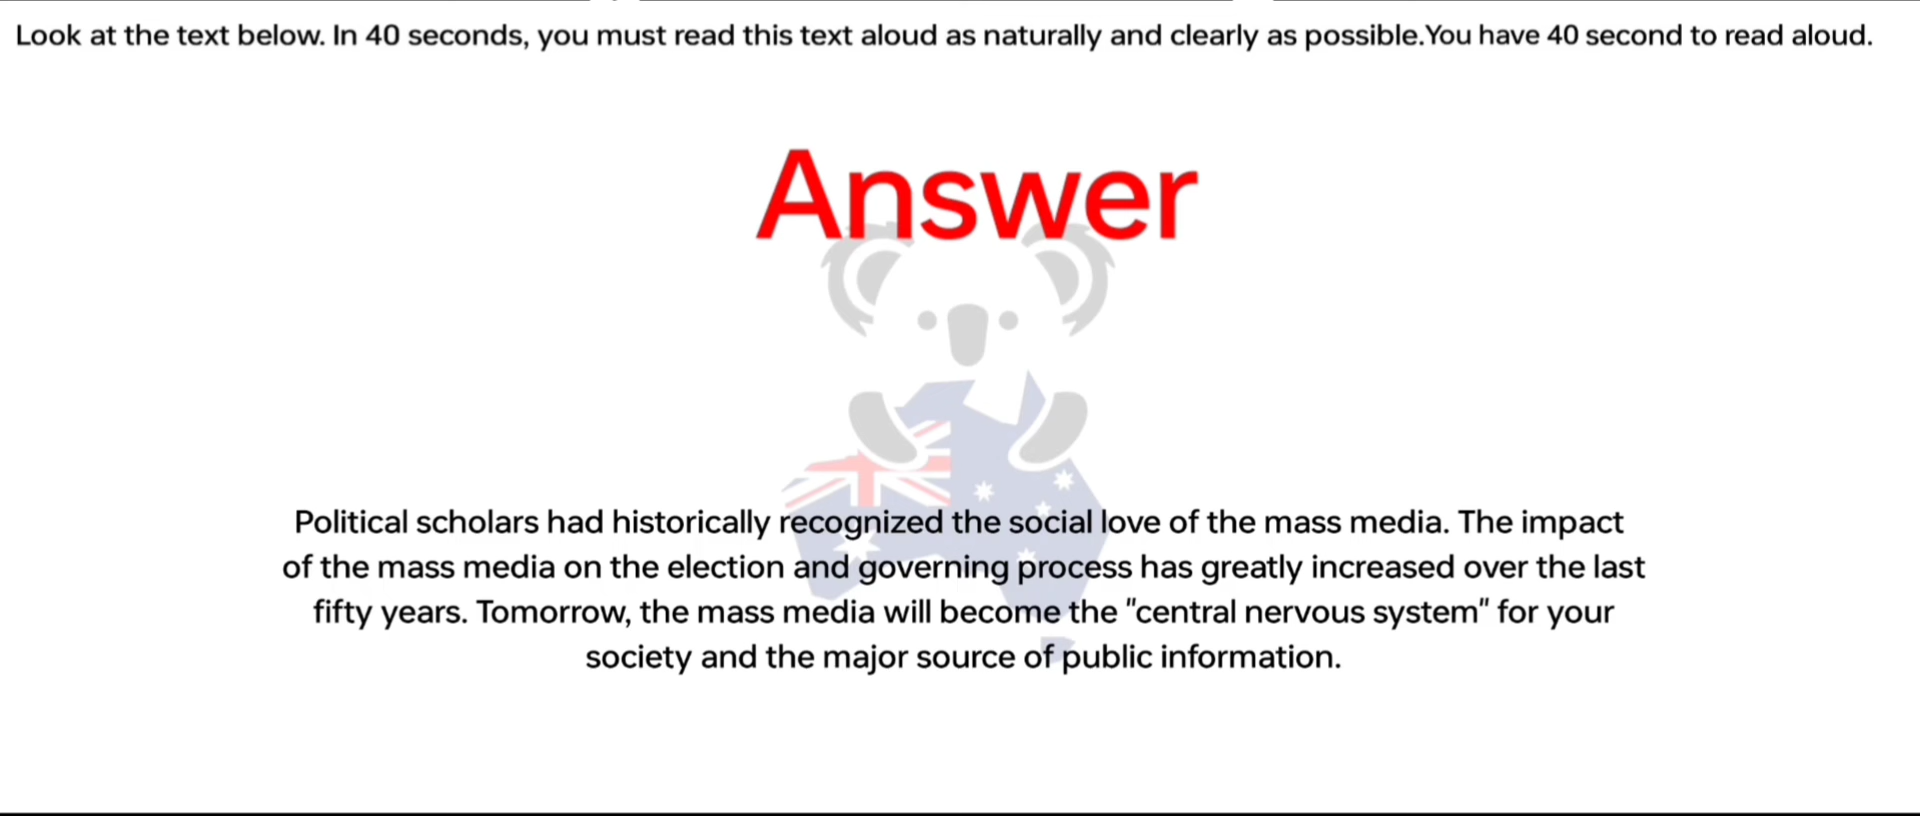 Look at the text below. In 40 seconds, you must read this text aloud as naturally and clearly as possible.You have 40 second to read aloud.
Answer
Political scholars had historically recognized the social love of the mass media. The impact
of the mass media on the election and governing process has greatly increased over the last
fifty years. Tomorrow, the mass media will become the "central nervous system" for your
society and the major source of public information.